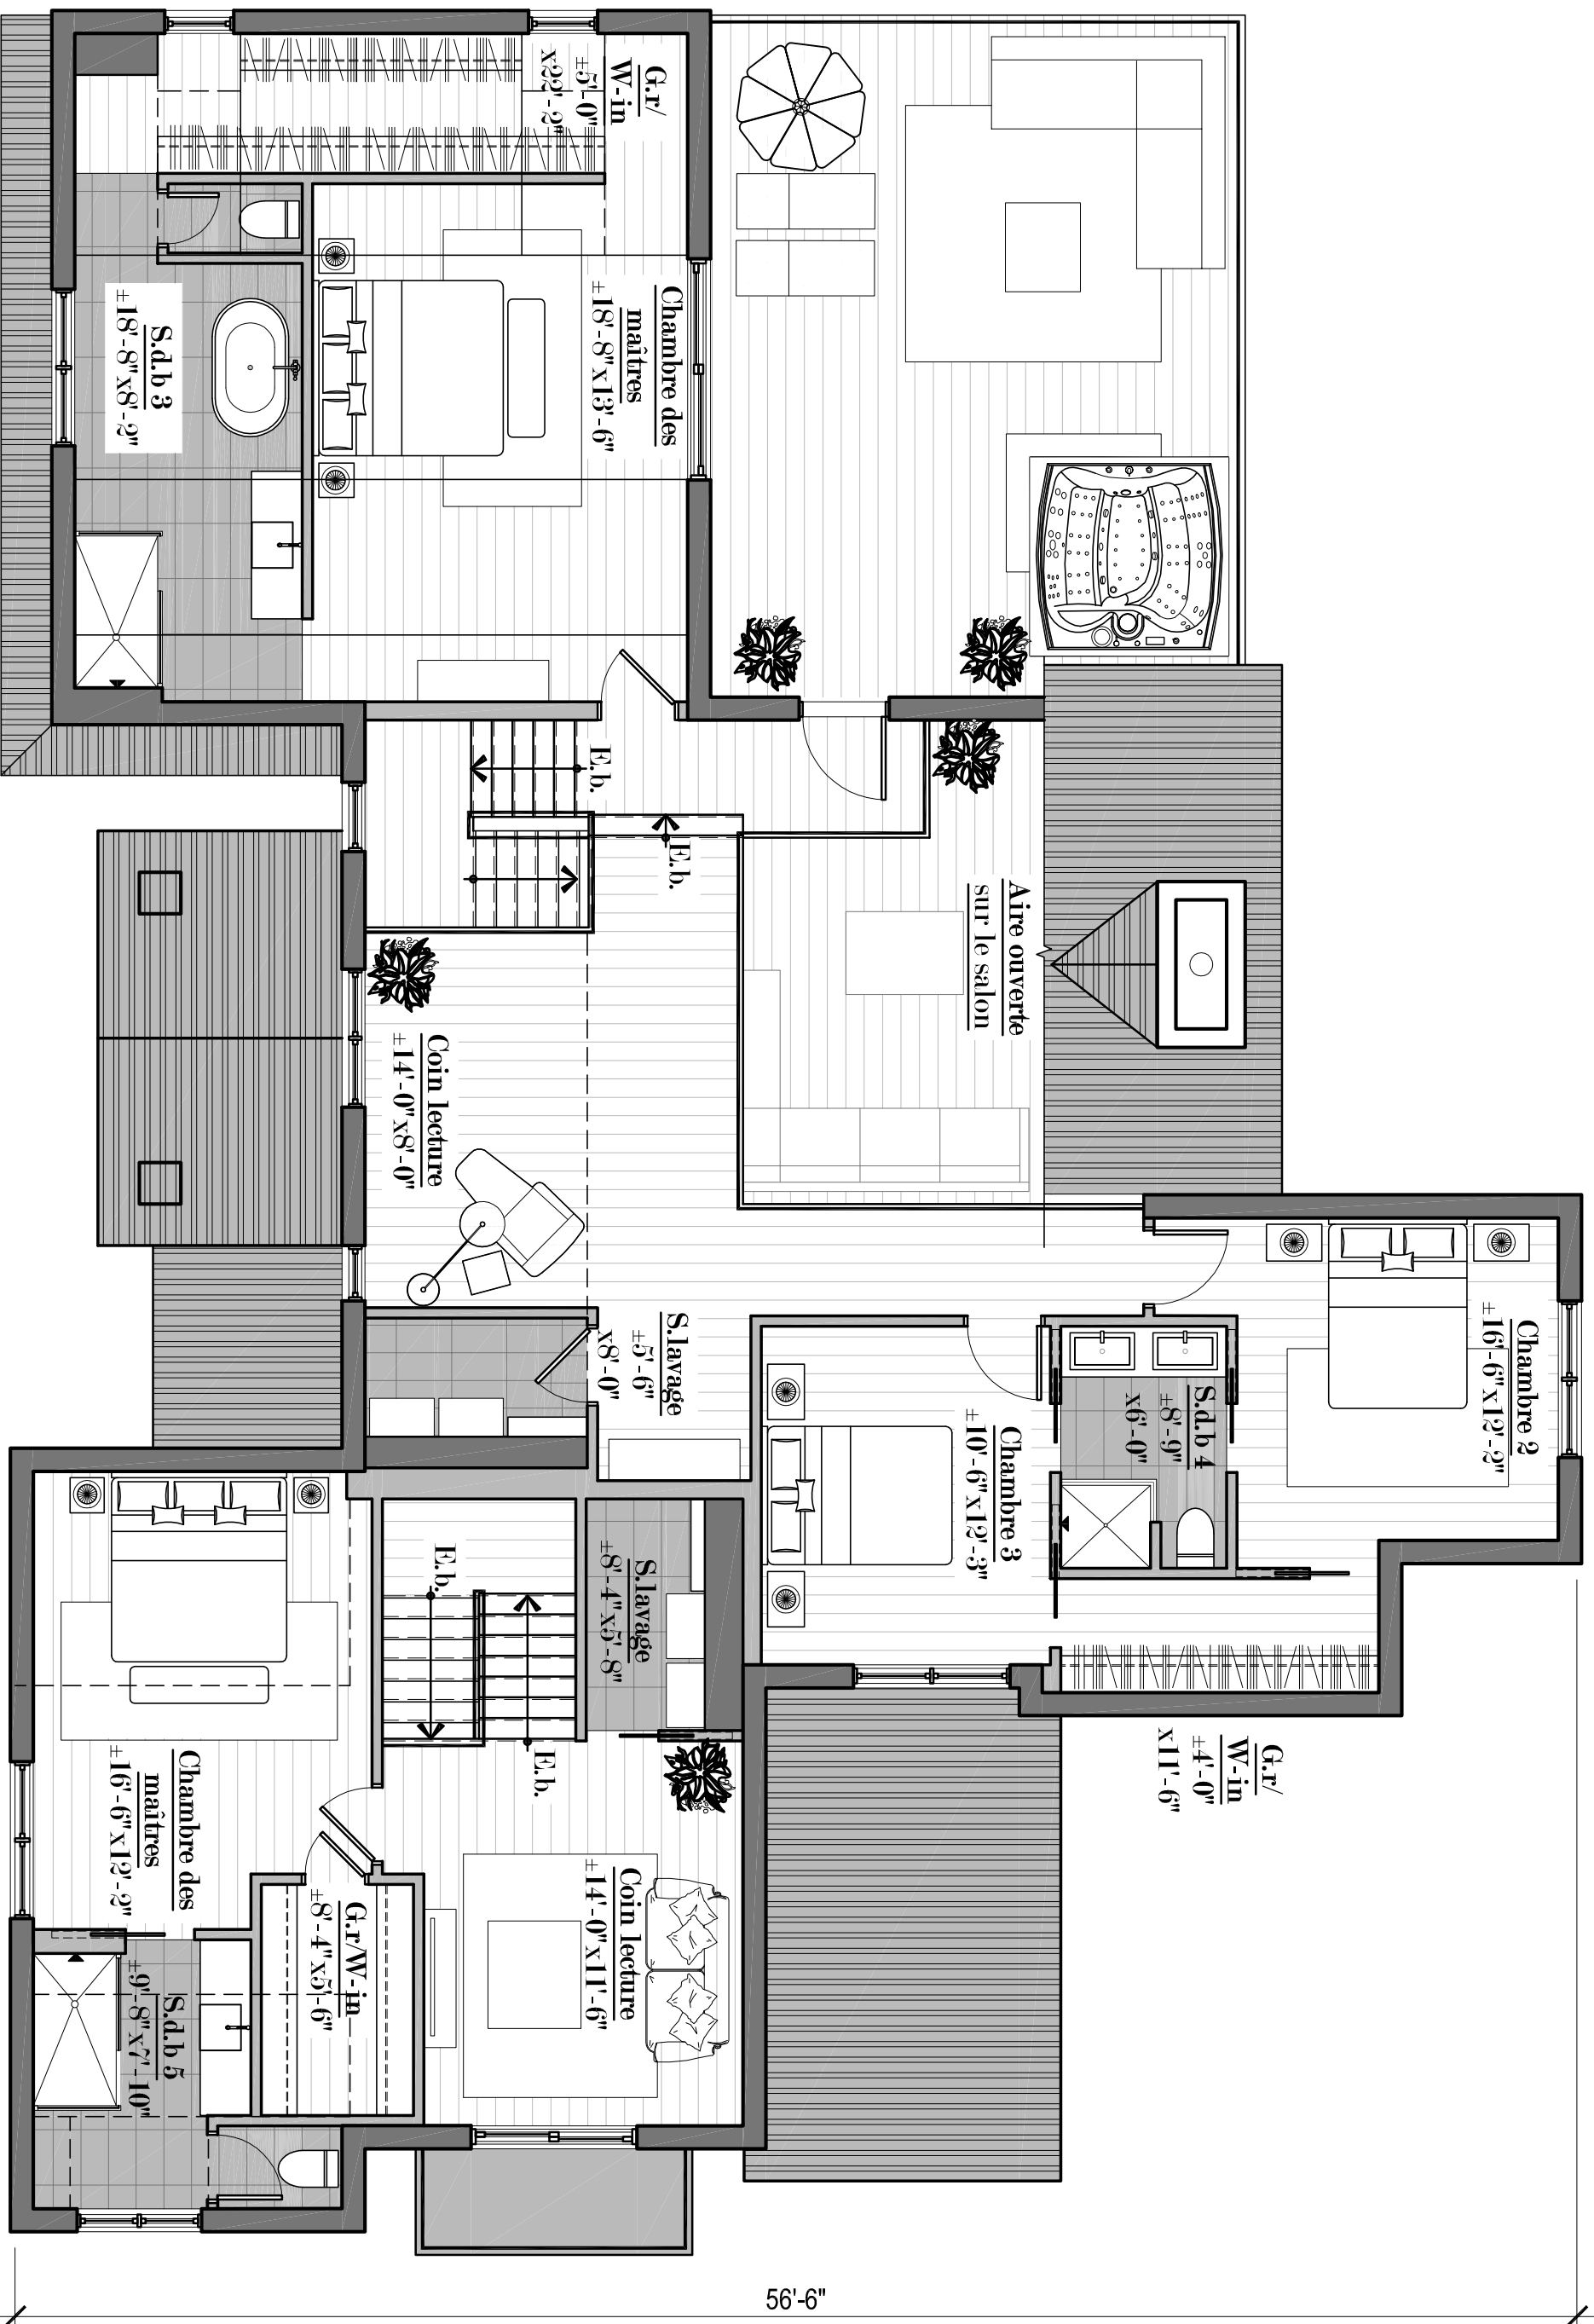 G.r/
W-in
±5'-0"
x22'-2"
Chambre des
maîtres
±18'-8"x13'-6"
S.d.b 3
±18'-8"x8'-2"
E.b.
E.b.
Aire ouverte
sur le salon
Coin lecture
±14'-0"x8'-0"
S.lavage
±5'-6"
x8'-0"
Chambre 2
±16'-6"x12'-2"
S.d.b 4
±8'-9"
x6'-0"
Chambre 3
±10'-6"x12'-3"
G.r/
W-in
±4'-0"
x11'-6"
S.lavage
±8'-4"x5'-8"
E.b.
E.b.
Coin lecture
±14'-0"x11'-6"
Chambre des
maîtres
±16'-6"x12'-2"
G.r/W-in
±8'-4"x5'-6"
S.d.b 5
±9'-8"x7'-10"
56'-6"